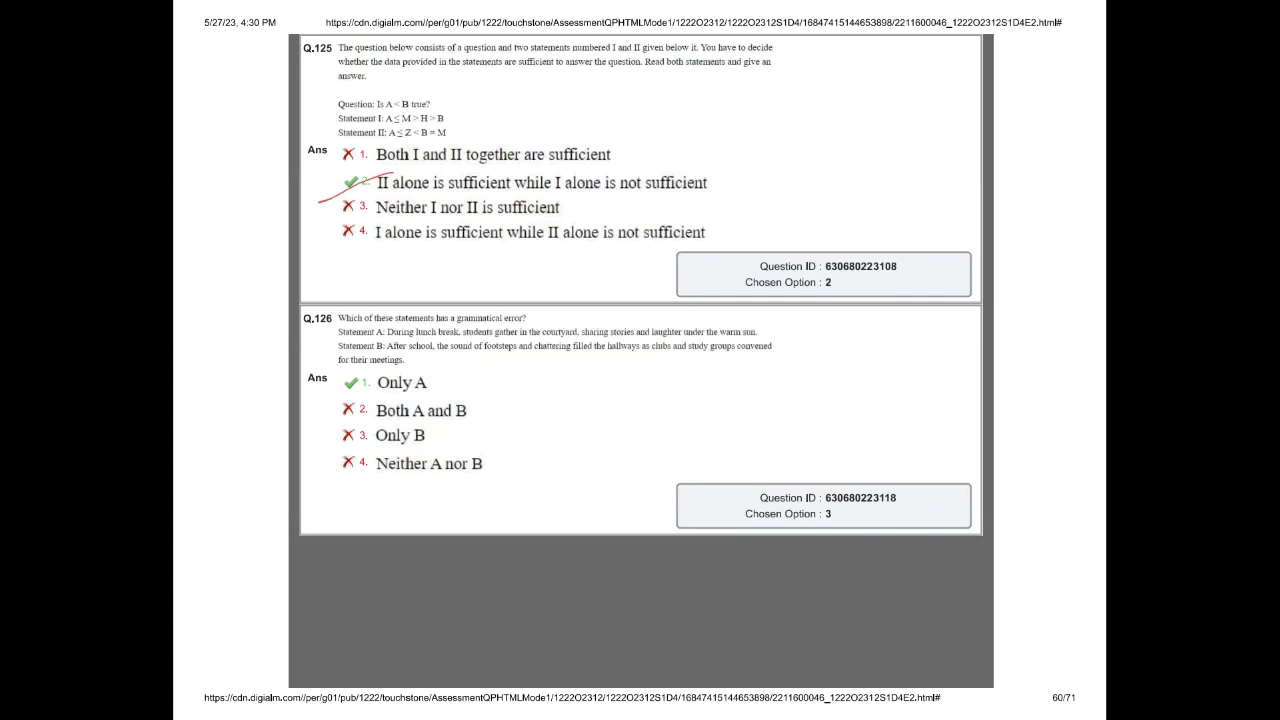 5/27/23, 4:30 PM https://cdn.digialm.com//per/g01/pub/1222/touchstone/AssessmentQPHTMLMode1/1222O2312/1222O2312S1D4/16847415144653898/2211600046_1222O2312S1D4E2.html#
Q.125 The question below consists of a question and two statements numbered I and II given below it. You have to decide
whether the data provided in the statements are sufficient to answer the question. Read both statements and give an
answer.
Question: Is A < B true?
Statement I: A ≤ M > H > B
Statement II: A ≤ Z < B = M
Ans 1. Both I and II together are sufficient
2. II alone is sufficient while I alone is not sufficient
3. Neither I nor II is sufficient
4. I alone is sufficient while II alone is not sufficient
Question ID : 630680223108
Chosen Option : 2
Q.126 Which of these statements has a grammatical error?
Statement A: During lunch break, students gather in the courtyard, sharing stories and laughter under the warm sun.
Statement B: After school, the sound of footsteps and chattering filled the hallways as clubs and study groups convened
for their meetings.
Ans 1. Only A
2. Both A and B
3. Only B
4. Neither A nor B
Question ID : 630680223118
Chosen Option : 3
https://cdn.digialm.com//per/g01/pub/1222/touchstone/AssessmentQPHTMLMode1/1222O2312/1222O2312S1D4/16847415144653898/2211600046_1222O2312S1D4E2.html# 60/71